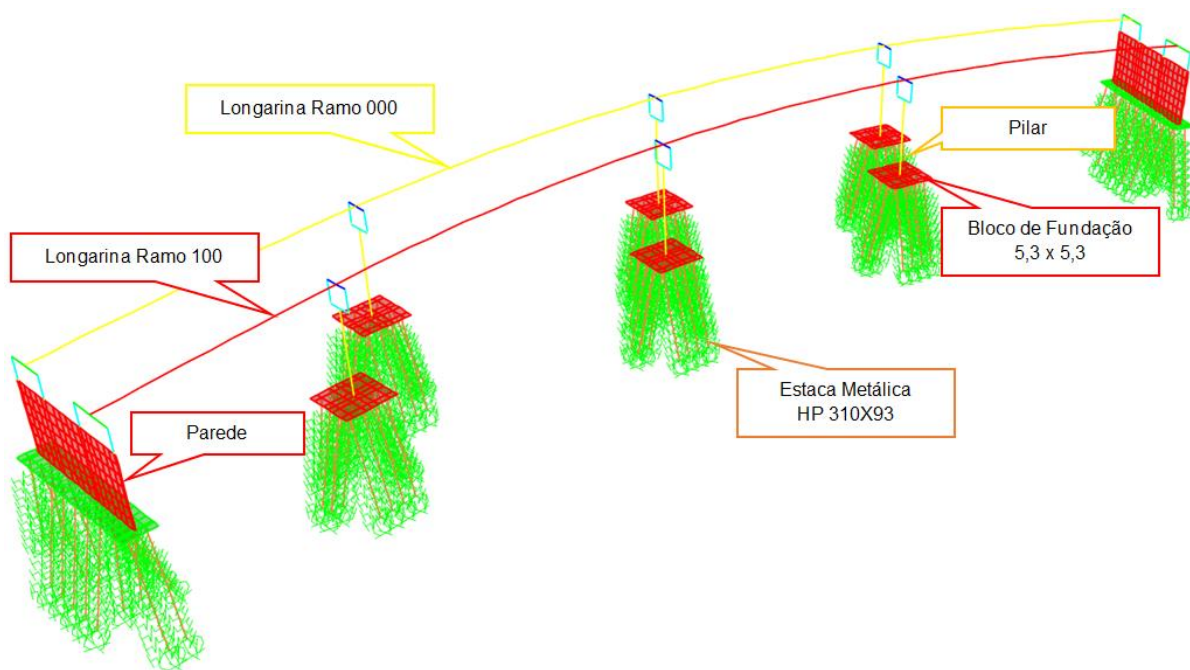 Longarina Ramo 000
Pilar
Longarina Ramo 100
Bloco de Fundação
5,3 x 5,3
Estaca Metálica
HP 310X93
Parede